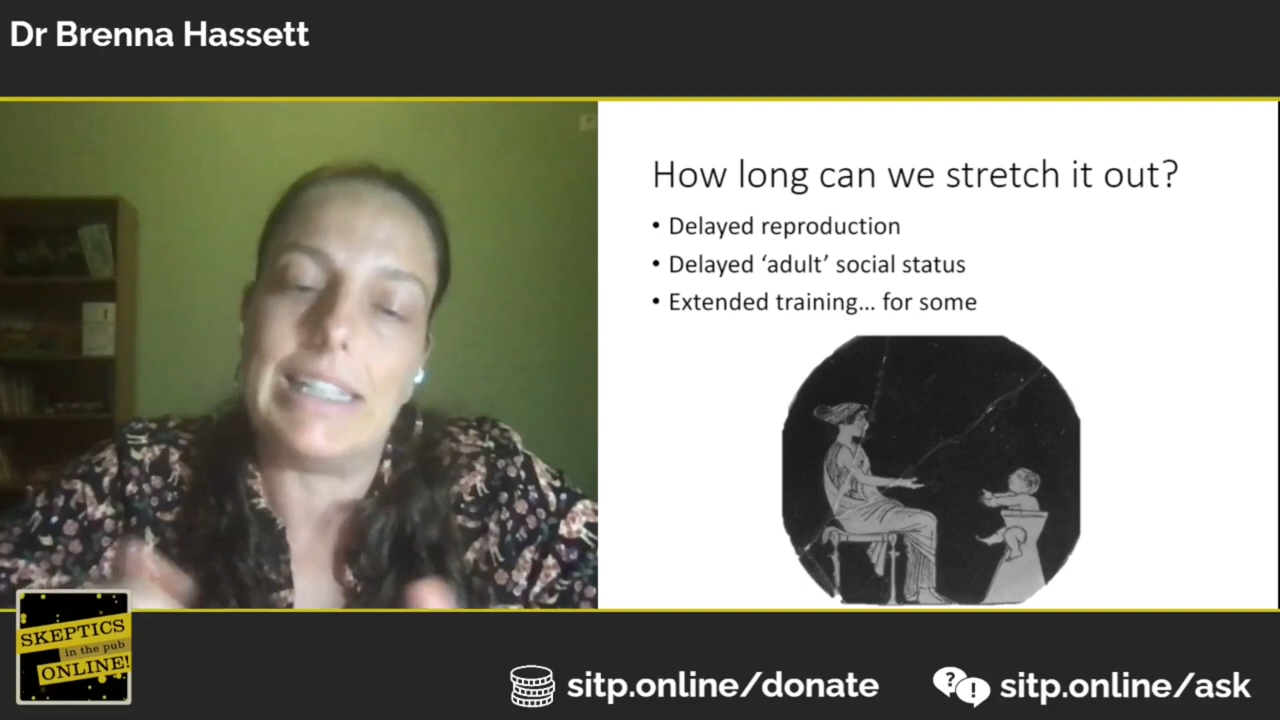 Dr Brenna Hassett
How long can we stretch it out?
• Delayed reproduction
• Delayed ‘adult’ social status
• Extended training... for some
SKEPTICS
in the pub
ONLINE!
sitp.online/donate
? !
sitp.online/ask